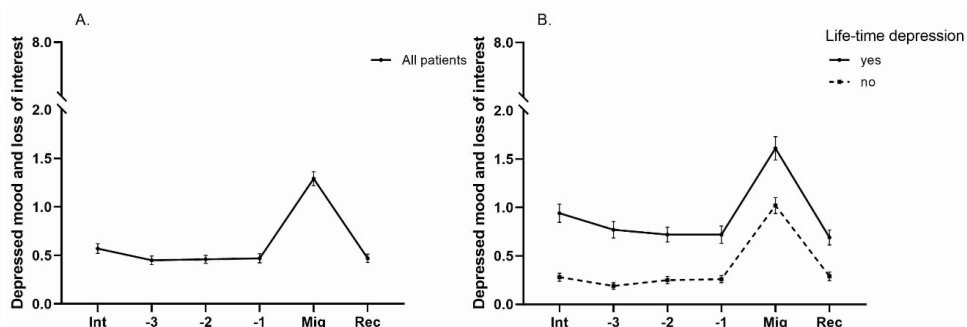 A.
8.0
2.0
1.5
1.0
0.5
0.0
Depressed mood and loss of interest
All patients
Int -3 -2 -1 Mig Rec
B.
Life-time depression
yes
no
8.0
2.0
1.5
1.0
0.5
0.0
Depressed mood and loss of interest
Int -3 -2 -1 Mig Rec